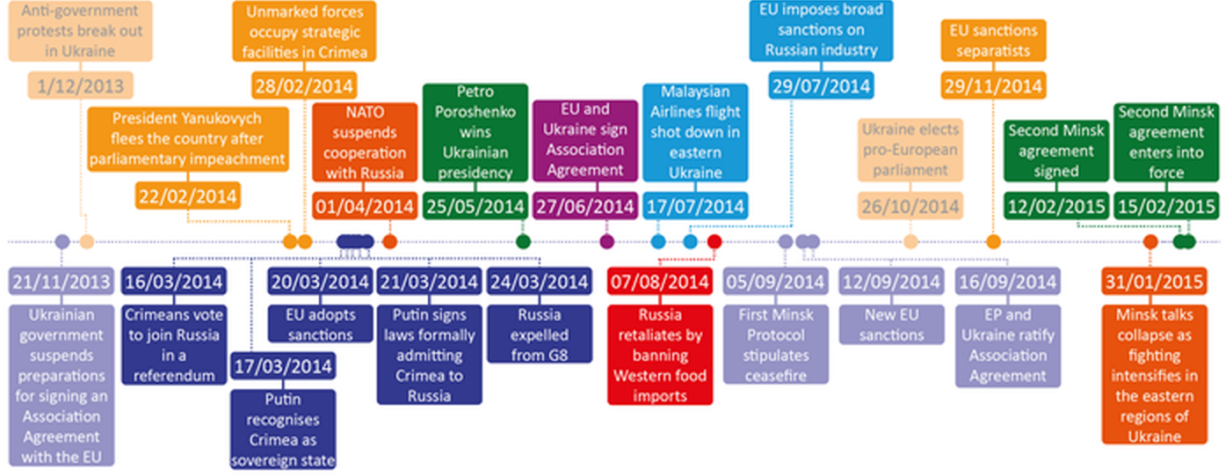 Anti-government
protests break out
in Ukraine
1/12/2013
President Yanukovych
flees the country after
parliamentary impeachment
22/02/2014
Unmarked forces
occupy strategic
facilities in Crimea
28/02/2014
NATO
suspends
cooperation
with Russia
01/04/2014
Petro
Poroshenko
wins
Ukrainian
presidency
25/05/2014
EU and
Ukraine sign
Association
Agreement
27/06/2014
Malaysian
Airlines flight
shot down in
eastern
Ukraine
17/07/2014
EU imposes broad
sanctions on
Russian industry
29/07/2014
Ukraine elects
pro-European
parliament
26/10/2014
EU sanctions
separatists
29/11/2014
Second Minsk
agreement
signed
12/02/2015
Second Minsk
agreement
enters into
force
15/02/2015
21/11/2013
Ukrainian
government
suspends
preparations
for signing an
Association
Agreement
with the EU
16/03/2014
Crimeans vote
to join Russia
in a
referendum
17/03/2014
Putin
recognises
Crimea as
sovereign state
20/03/2014
EU adopts
sanctions
21/03/2014
Putin signs
laws formally
admitting
Crimea to
Russia
24/03/2014
Russia
expelled
from G8
07/08/2014
Russia
retaliates by
banning
Western food
imports
05/09/2014
First Minsk
Protocol
stipulates
ceasefire
12/09/2014
New EU
sanctions
16/09/2014
EP and
Ukraine ratify
Association
Agreement
31/01/2015
Minsk talks
collapse as
fighting
intensifies in
the eastern
regions of
Ukraine